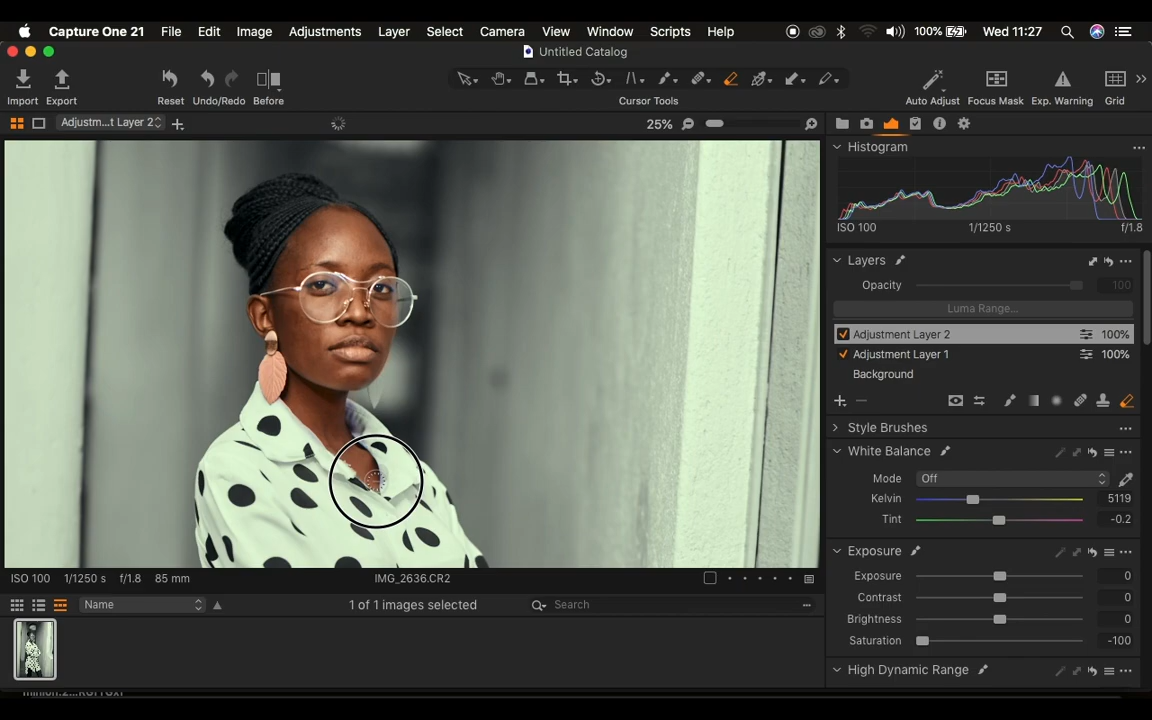 Capture One 21 File Edit Image Adjustments Layer Select Camera View Window Scripts Help 100% Wed 11:27
Untitled Catalog
Import Export Reset Undo/Redo Before Cursor Tools Auto Adjust Focus Mask Exp. Warning Grid
Adjustm...t Layer 2 25%
Histogram
ISO 100 1/1250 s f/1.8
Layers
Opacity 100
Luma Range...
Adjustment Layer 2 100%
Adjustment Layer 1 100%
Background
Style Brushes
White Balance
Mode Off
Kelvin 5119
Tint -0.2
Exposure
Exposure 0
Contrast 0
Brightness 0
Saturation -100
High Dynamic Range
ISO 100 1/1250 s f/1.8 85 mm IMG_2636.CR2
Name 1 of 1 images selected Search